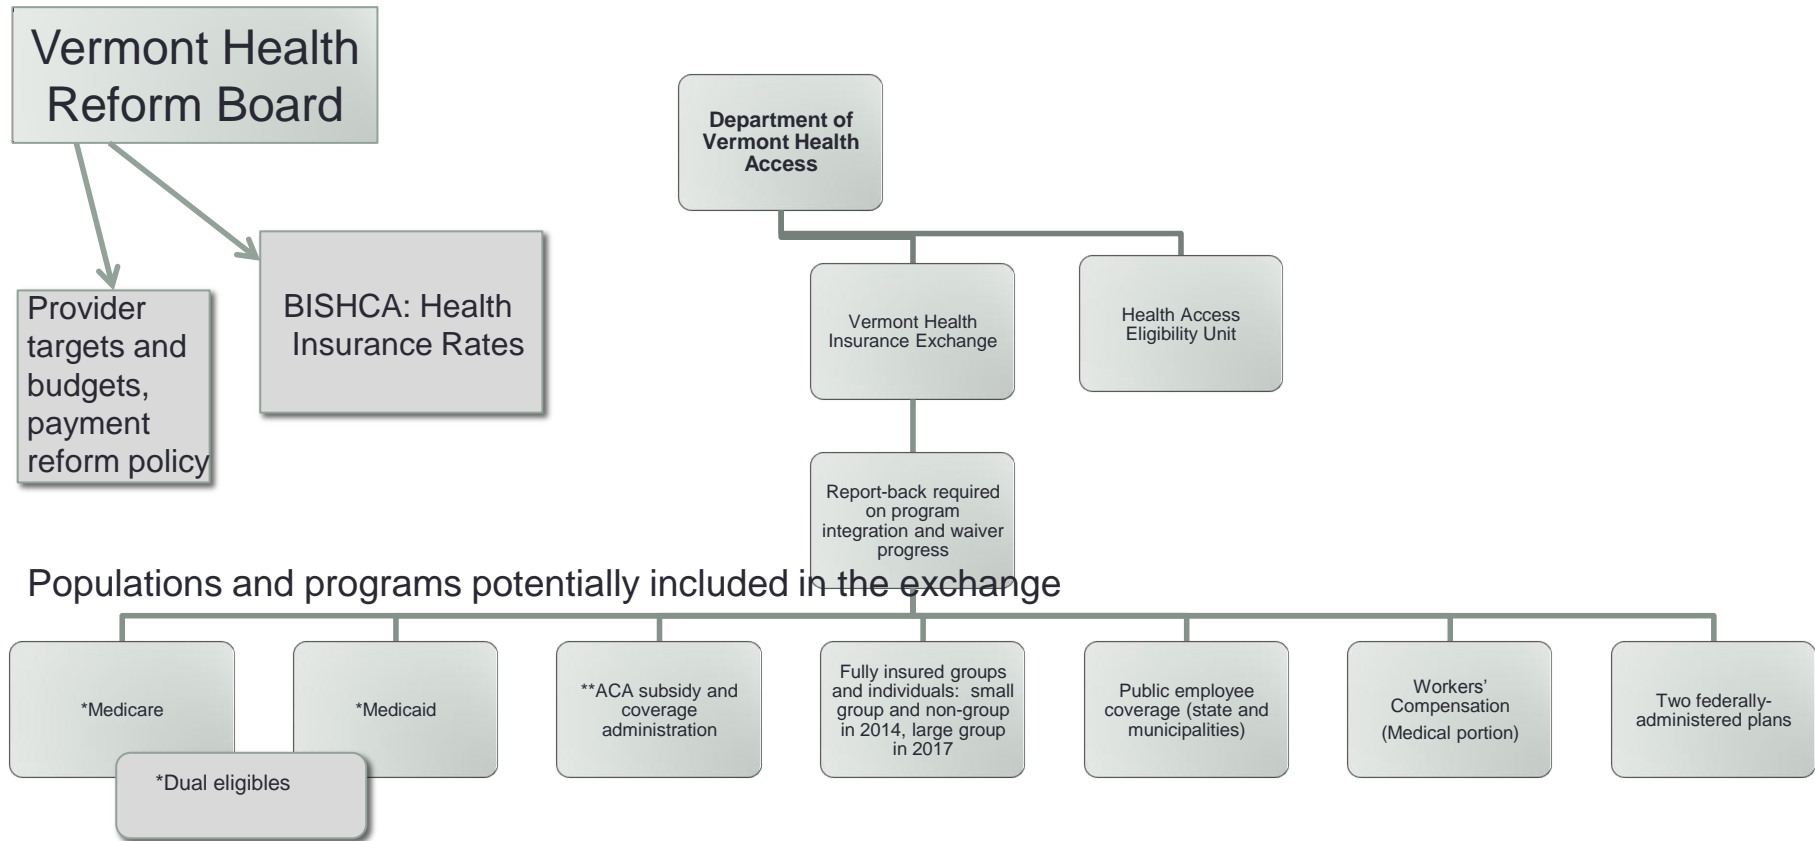 Vermont Health
Reform Board
Department of
Vermont Health
Access
Provider
targets and
budgets,
payment
reform policy
BISHCA: Health
Insurance Rates
Vermont Health
Insurance Exchange
Health Access
Eligibility Unit
Report-back required
on program
integration and waiver
progress
Populations and programs potentially included in the exchange
*Medicare
*Medicaid
*Dual eligibles
**ACA subsidy and
coverage
administration
Fully insured groups
and individuals: small
group and non-group
in 2014, large group
in 2017
Public employee
coverage (state and
municipalities)
Workers'
Compensation
(Medical portion)
Two federally-
administered plans